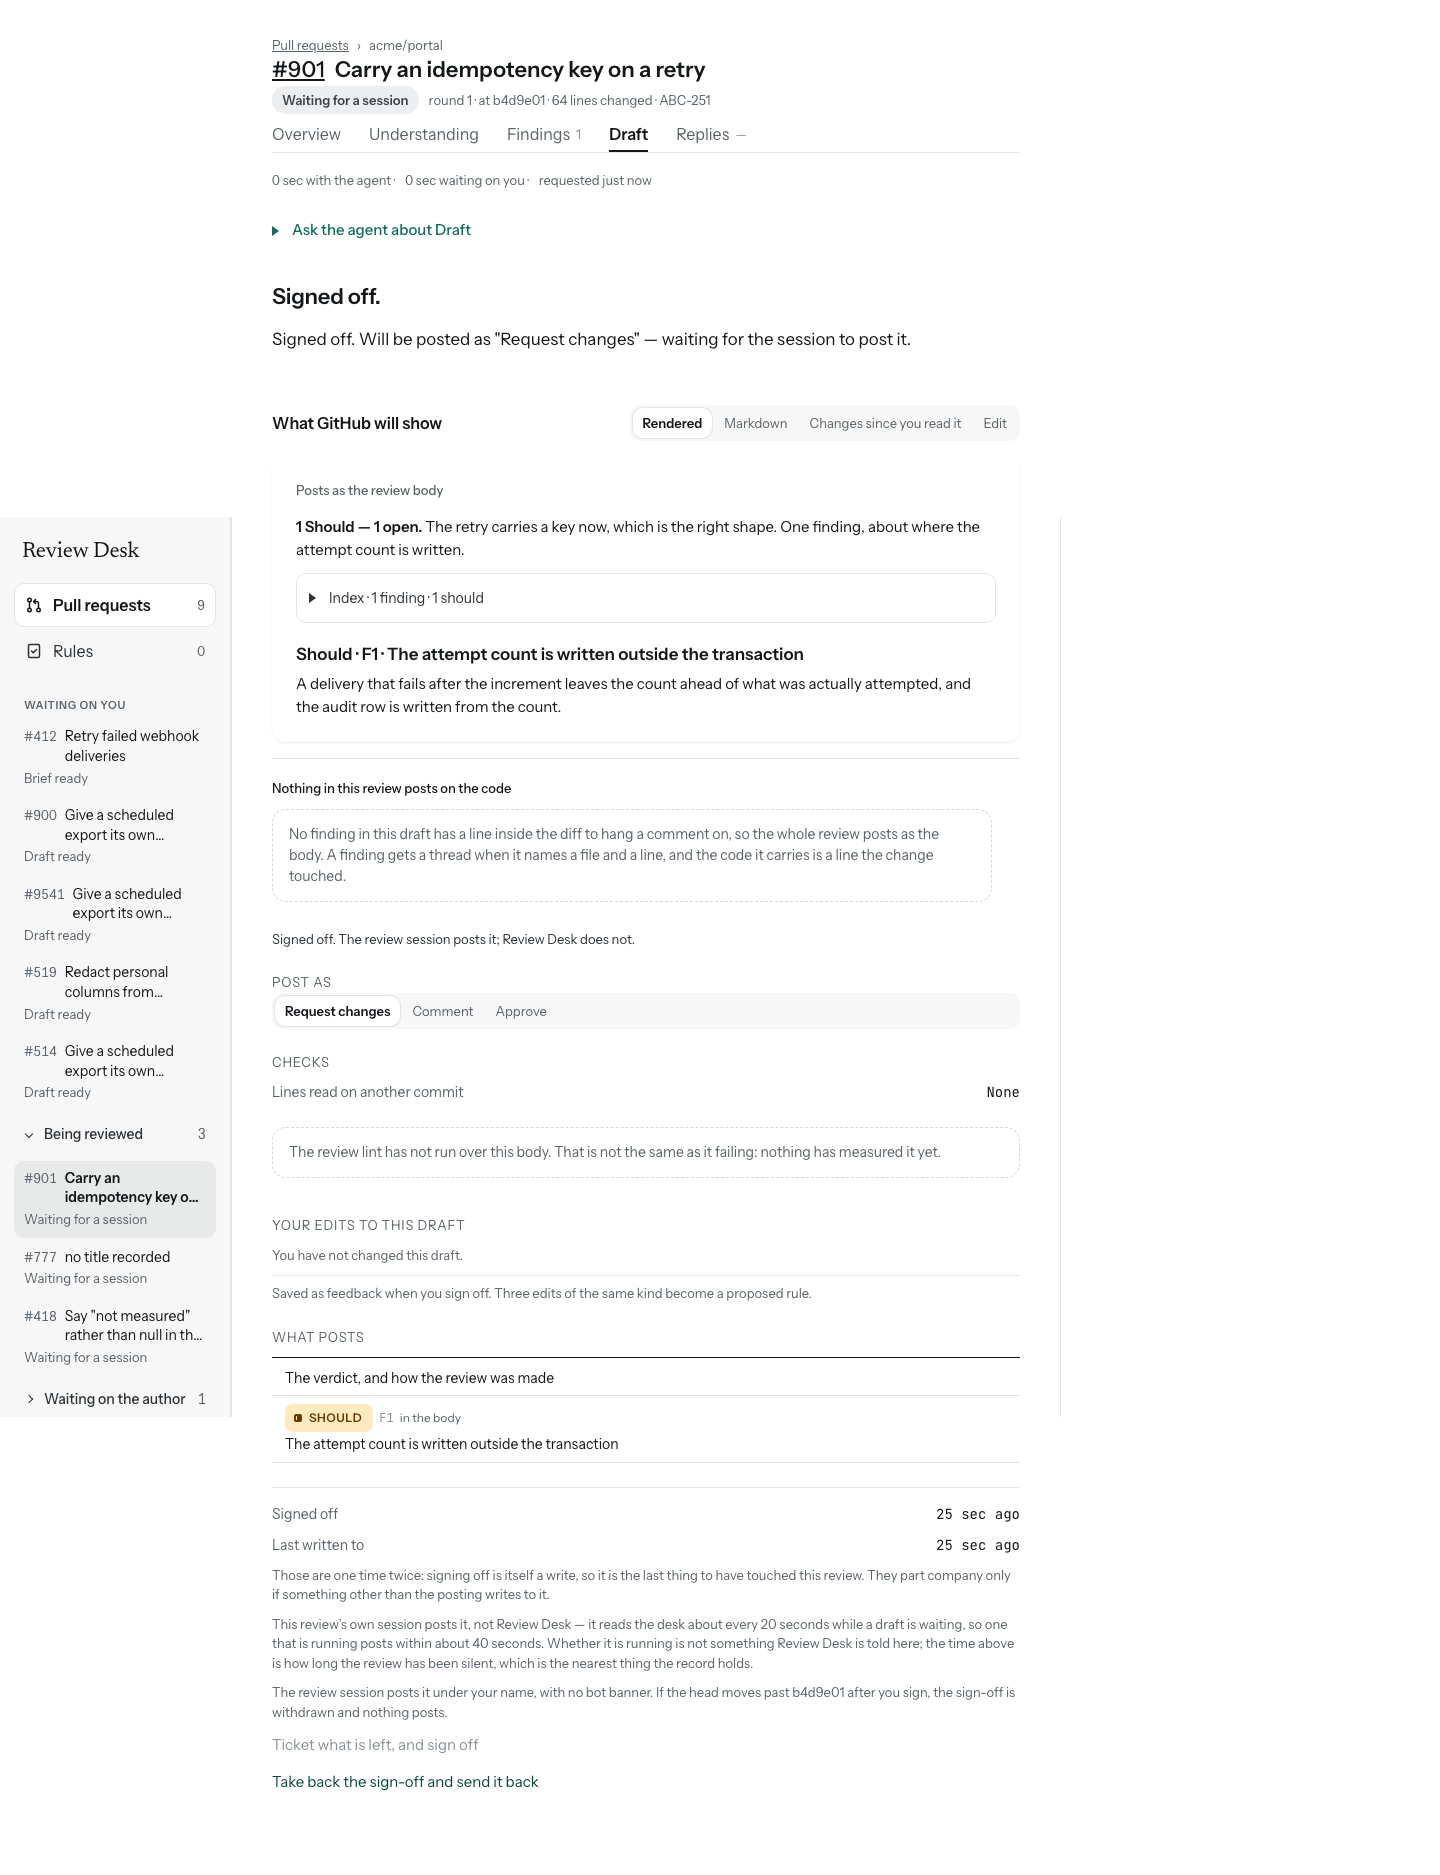 Pull requests › acme/portal
#901 Carry an idempotency key on a retry
Waiting for a session round 1 · at b4d9e01 · 64 lines changed · ABC-251
Overview Understanding Findings 1 Draft Replies —
0 sec with the agent · 0 sec waiting on you · requested just now
Ask the agent about Draft
Signed off.
Signed off. Will be posted as "Request changes" — waiting for the session to post it.
What GitHub will show
Rendered Markdown Changes since you read it Edit
Posts as the review body
1 Should — 1 open. The retry carries a key now, which is the right shape. One finding, about where the
attempt count is written.
Index · 1 finding · 1 should
Should · F1 · The attempt count is written outside the transaction
A delivery that fails after the increment leaves the count ahead of what was actually attempted, and
the audit row is written from the count.
Nothing in this review posts on the code
No finding in this draft has a line inside the diff to hang a comment on, so the whole review posts as the
body. A finding gets a thread when it names a file and a line, and the code it carries is a line the change
touched.
Signed off. The review session posts it; Review Desk does not.
POST AS
Request changes Comment Approve
CHECKS
Lines read on another commit None
The review lint has not run over this body. That is not the same as it failing: nothing has measured it yet.
YOUR EDITS TO THIS DRAFT
You have not changed this draft.
Saved as feedback when you sign off. Three edits of the same kind become a proposed rule.
WHAT POSTS
The verdict, and how the review was made
SHOULD F1 in the body
The attempt count is written outside the transaction
Signed off 25 sec ago
Last written to 25 sec ago
Those are one time twice: signing off is itself a write, so it is the last thing to have touched this review. They part company only
if something other than the posting writes to it.
This review's own session posts it, not Review Desk — it reads the desk about every 20 seconds while a draft is waiting, so one
that is running posts within about 40 seconds. Whether it is running is not something Review Desk is told here; the time above
is how long the review has been silent, which is the nearest thing the record holds.
The review session posts it under your name, with no bot banner. If the head moves past b4d9e01 after you sign, the sign-off is
withdrawn and nothing posts.
Ticket what is left, and sign off
Take back the sign-off and send it back
Review Desk
Pull requests 9
Rules 0
WAITING ON YOU
#412 Retry failed webhook
deliveries
Brief ready
#900 Give a scheduled
export its own…
Draft ready
#9541 Give a scheduled
export its own…
Draft ready
#519 Redact personal
columns from…
Draft ready
#514 Give a scheduled
export its own…
Draft ready
Being reviewed 3
#901 Carry an
idempotency key o…
Waiting for a session
#777 no title recorded
Waiting for a session
#418 Say "not measured"
rather than null in th…
Waiting for a session
Waiting on the author 1